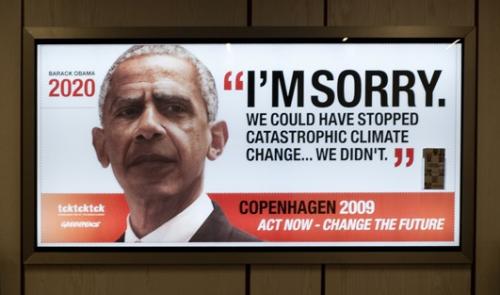 BARACK OBAMA
2020
“I'M SORRY.
WE COULD HAVE STOPPED
CATASTROPHIC CLIMATE
CHANGE... WE DIDN'T.”
tcktcktck
GREENPEACE
COPENHAGEN 2009
ACT NOW - CHANGE THE FUTURE